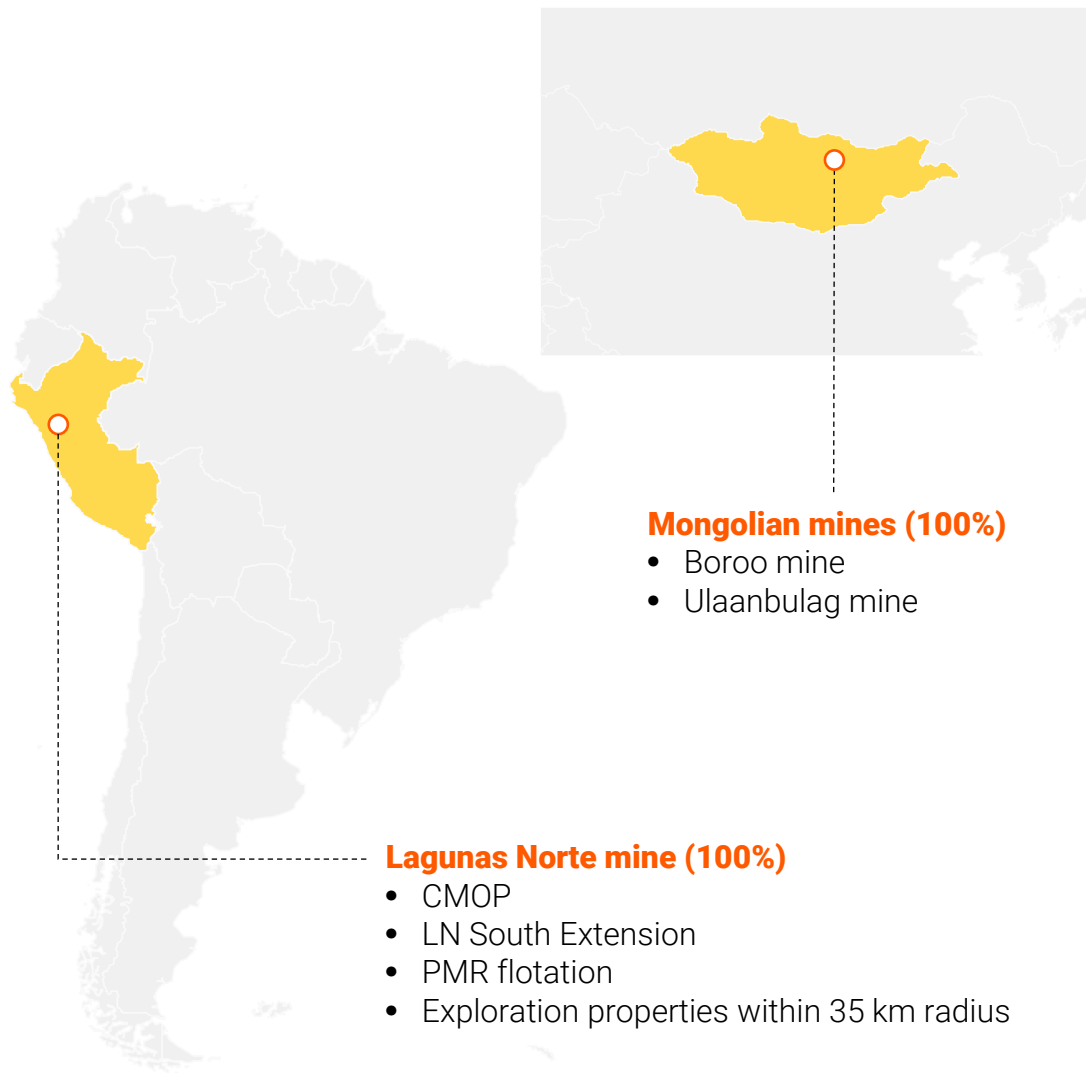 Mongolian mines (100%)
• Boroo mine
• Ulaanbulag mine
Lagunas Norte mine (100%)
• CMOP
• LN South Extension
• PMR flotation
• Exploration properties within 35 km radius